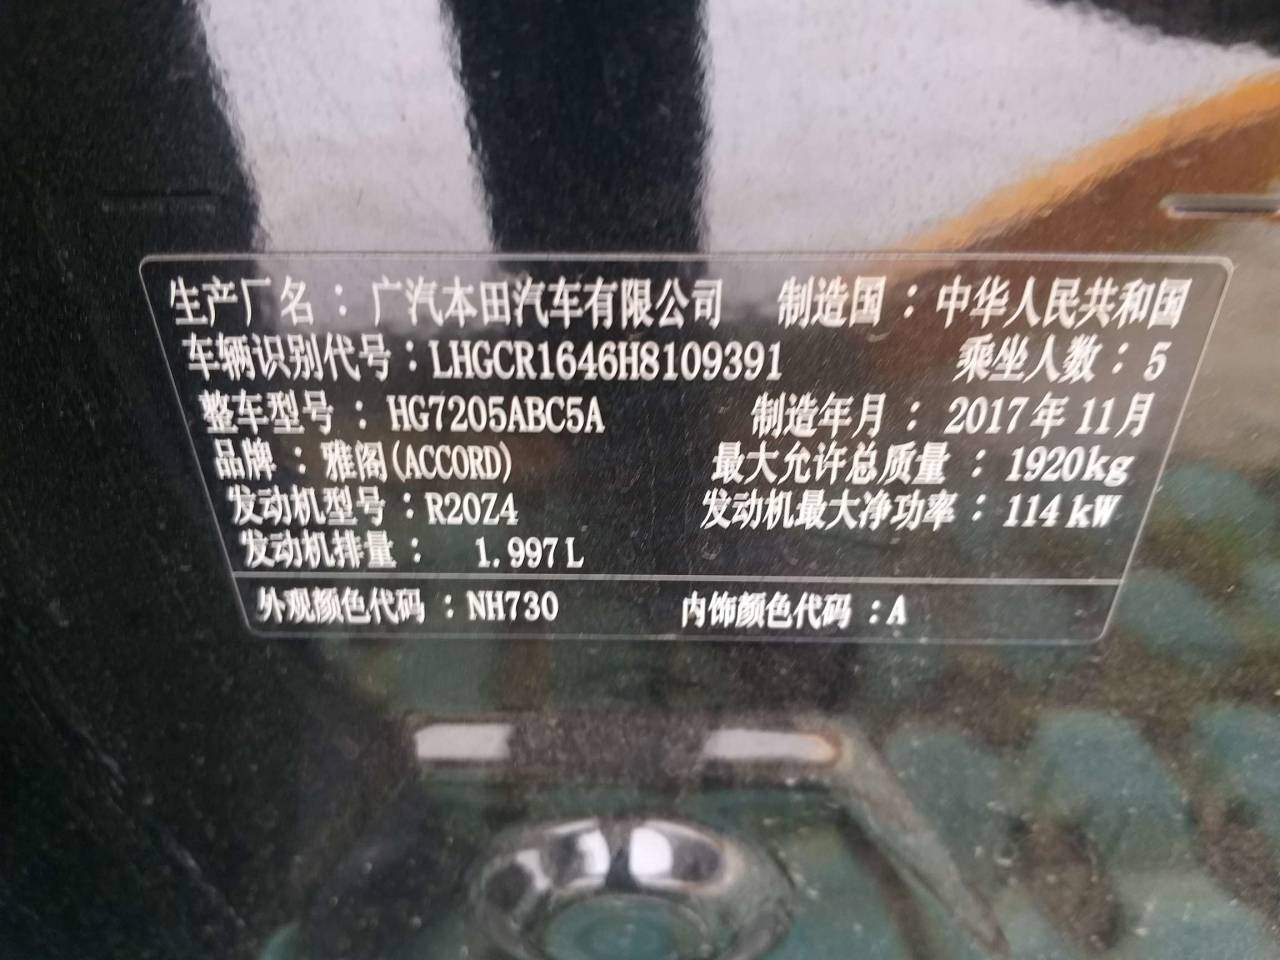 生产厂名：广汽本田汽车有限公司 制造国：中华人民共和国
车辆识别代号：LHGCR1646H8109391 乘坐人数：5
整车型号：HG7205ABC5A 制造年月：2017年11月
品牌：雅阁(ACCORD) 最大允许总质量：1920kg
发动机型号：R20Z4 发动机最大净功率：114kW
发动机排量：1.997L
外观颜色代码：NH730 内饰颜色代码：A